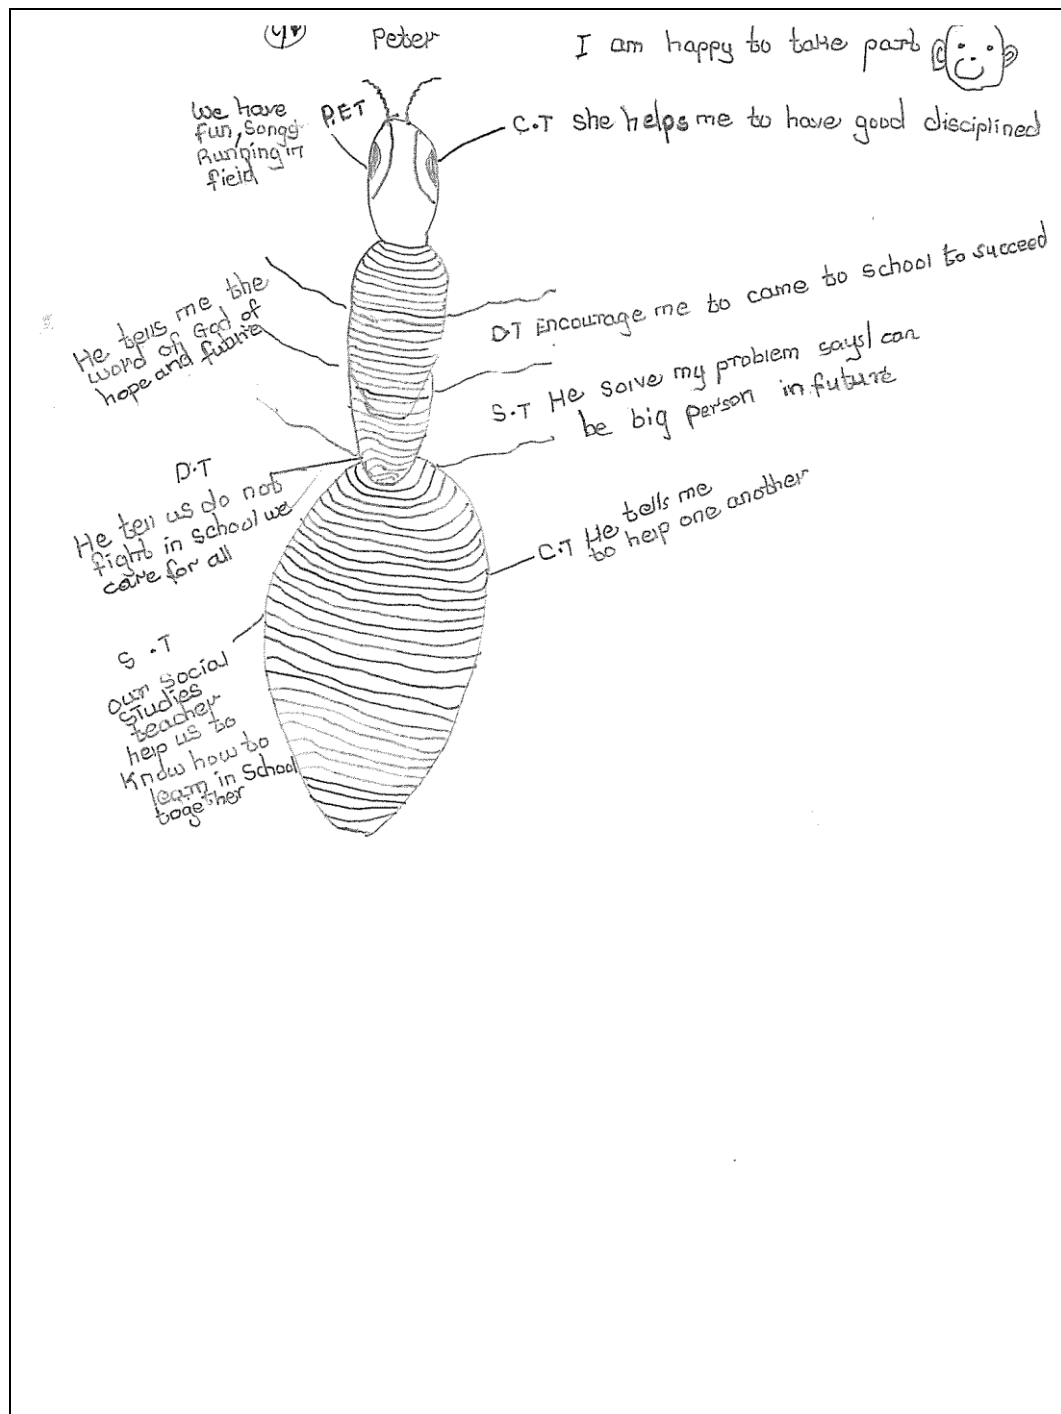 Peter
I am happy to take part
We have
fun, songs
Running in
field
P.ET
C.T she helps me to have good disciplined
He tells me the
word of God of
hope and future
D.T Encourage me to came to school to succeed
S.T He solve my problem says I can
be big person in future
D.T
He tell us do not
fight in school we
care for all
C.T He tells me
to help one another
S.T
our social
studies
teacher
help us to
know how to
learn in school
together